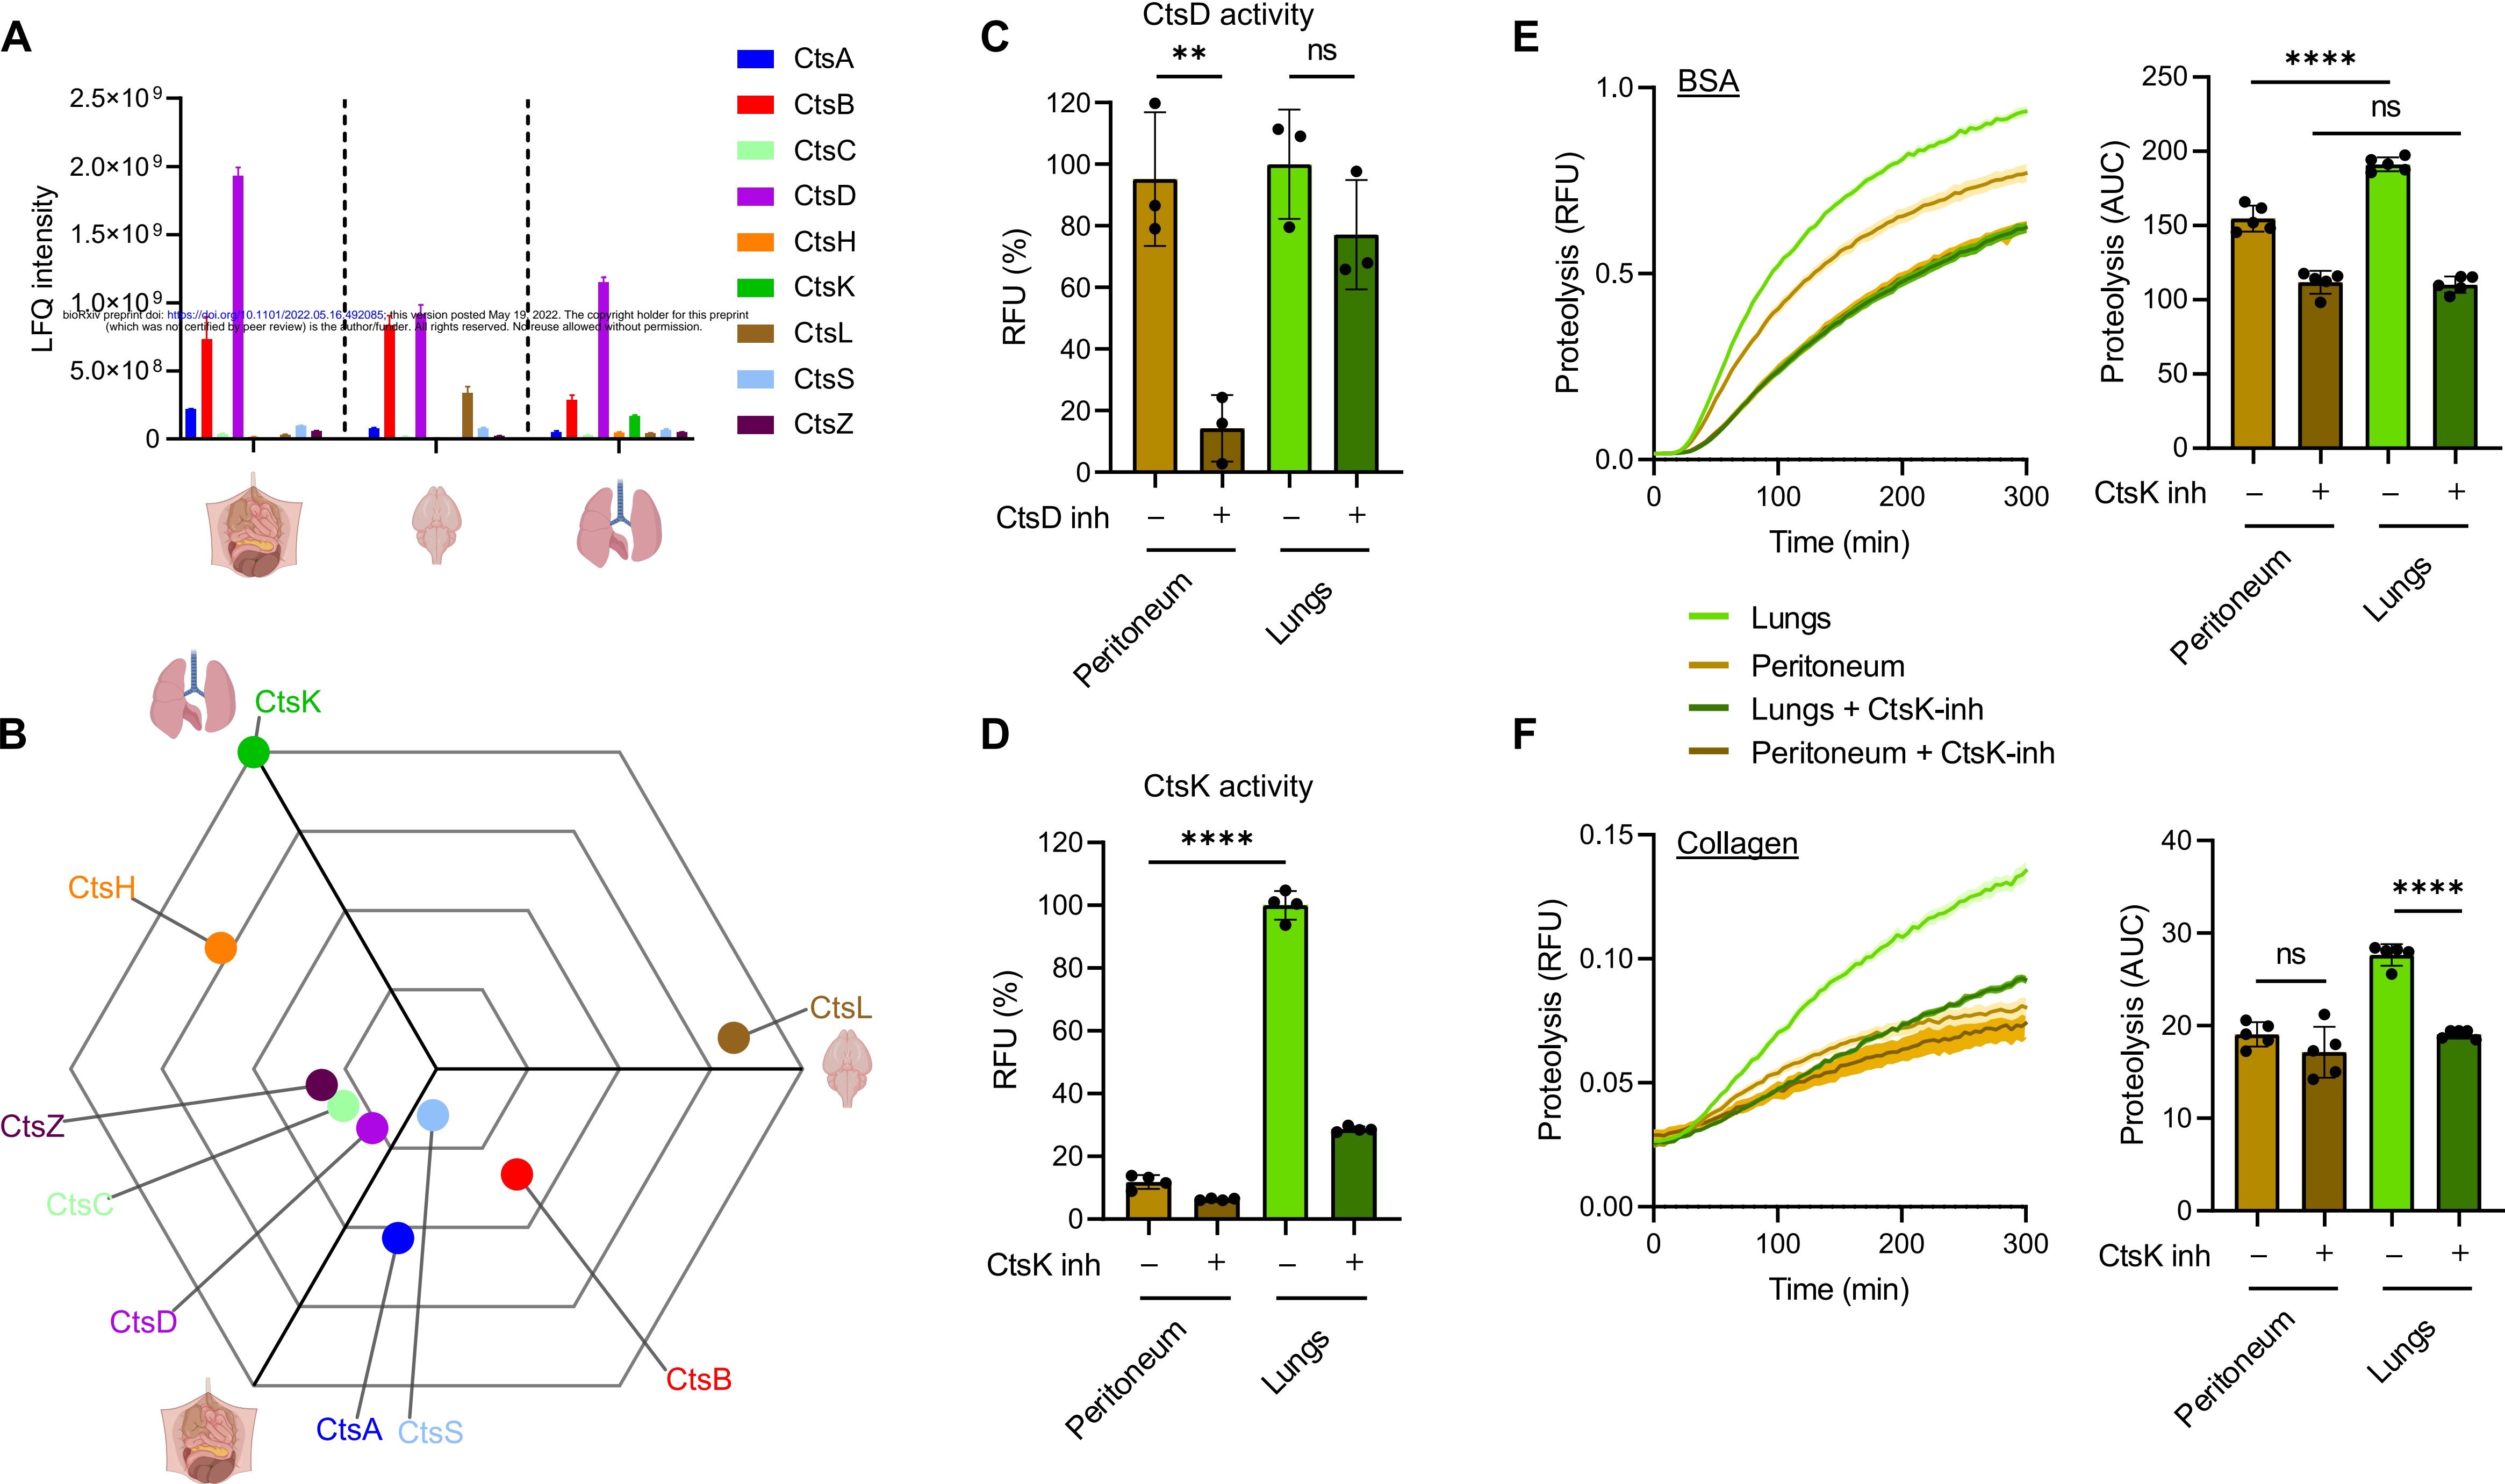 A
2.5×10⁹
2.0×10⁹
1.5×10⁹
1.0×10⁹
5.0×10⁸
0
LFQ intensity
bioRxiv preprint doi: https://doi.org/10.1101/2022.05.16.492085; this version posted May 19, 2022. The copyright holder for this preprint
(which was not certified by peer review) is the author/funder. All rights reserved. No reuse allowed without permission.
CtsA
CtsB
CtsC
CtsD
CtsH
CtsK
CtsL
CtsS
CtsZ
B
CtsK
CtsH
CtsL
CtsZ
CtsC
CtsD
CtsB
CtsA
CtsS
C
CtsD activity
** ns
120
100
80
60
40
20
0
RFU (%)
CtsD inh – + – +
Peritoneum
Lungs
D
CtsK activity
****
120
100
80
60
40
20
0
RFU (%)
CtsK inh – + – +
Peritoneum
Lungs
E
BSA
1.0
0.5
0.0
Proteolysis (RFU)
0 100 200 300
Time (min)
****
ns
250
200
150
100
50
0
Proteolysis (AUC)
CtsK inh – + – +
Peritoneum
Lungs
Lungs
Peritoneum
Lungs + CtsK-inh
Peritoneum + CtsK-inh
F
Collagen
0.15
0.10
0.05
0.00
Proteolysis (RFU)
0 100 200 300
Time (min)
****
ns
40
30
20
10
0
Proteolysis (AUC)
CtsK inh – + – +
Peritoneum
Lungs